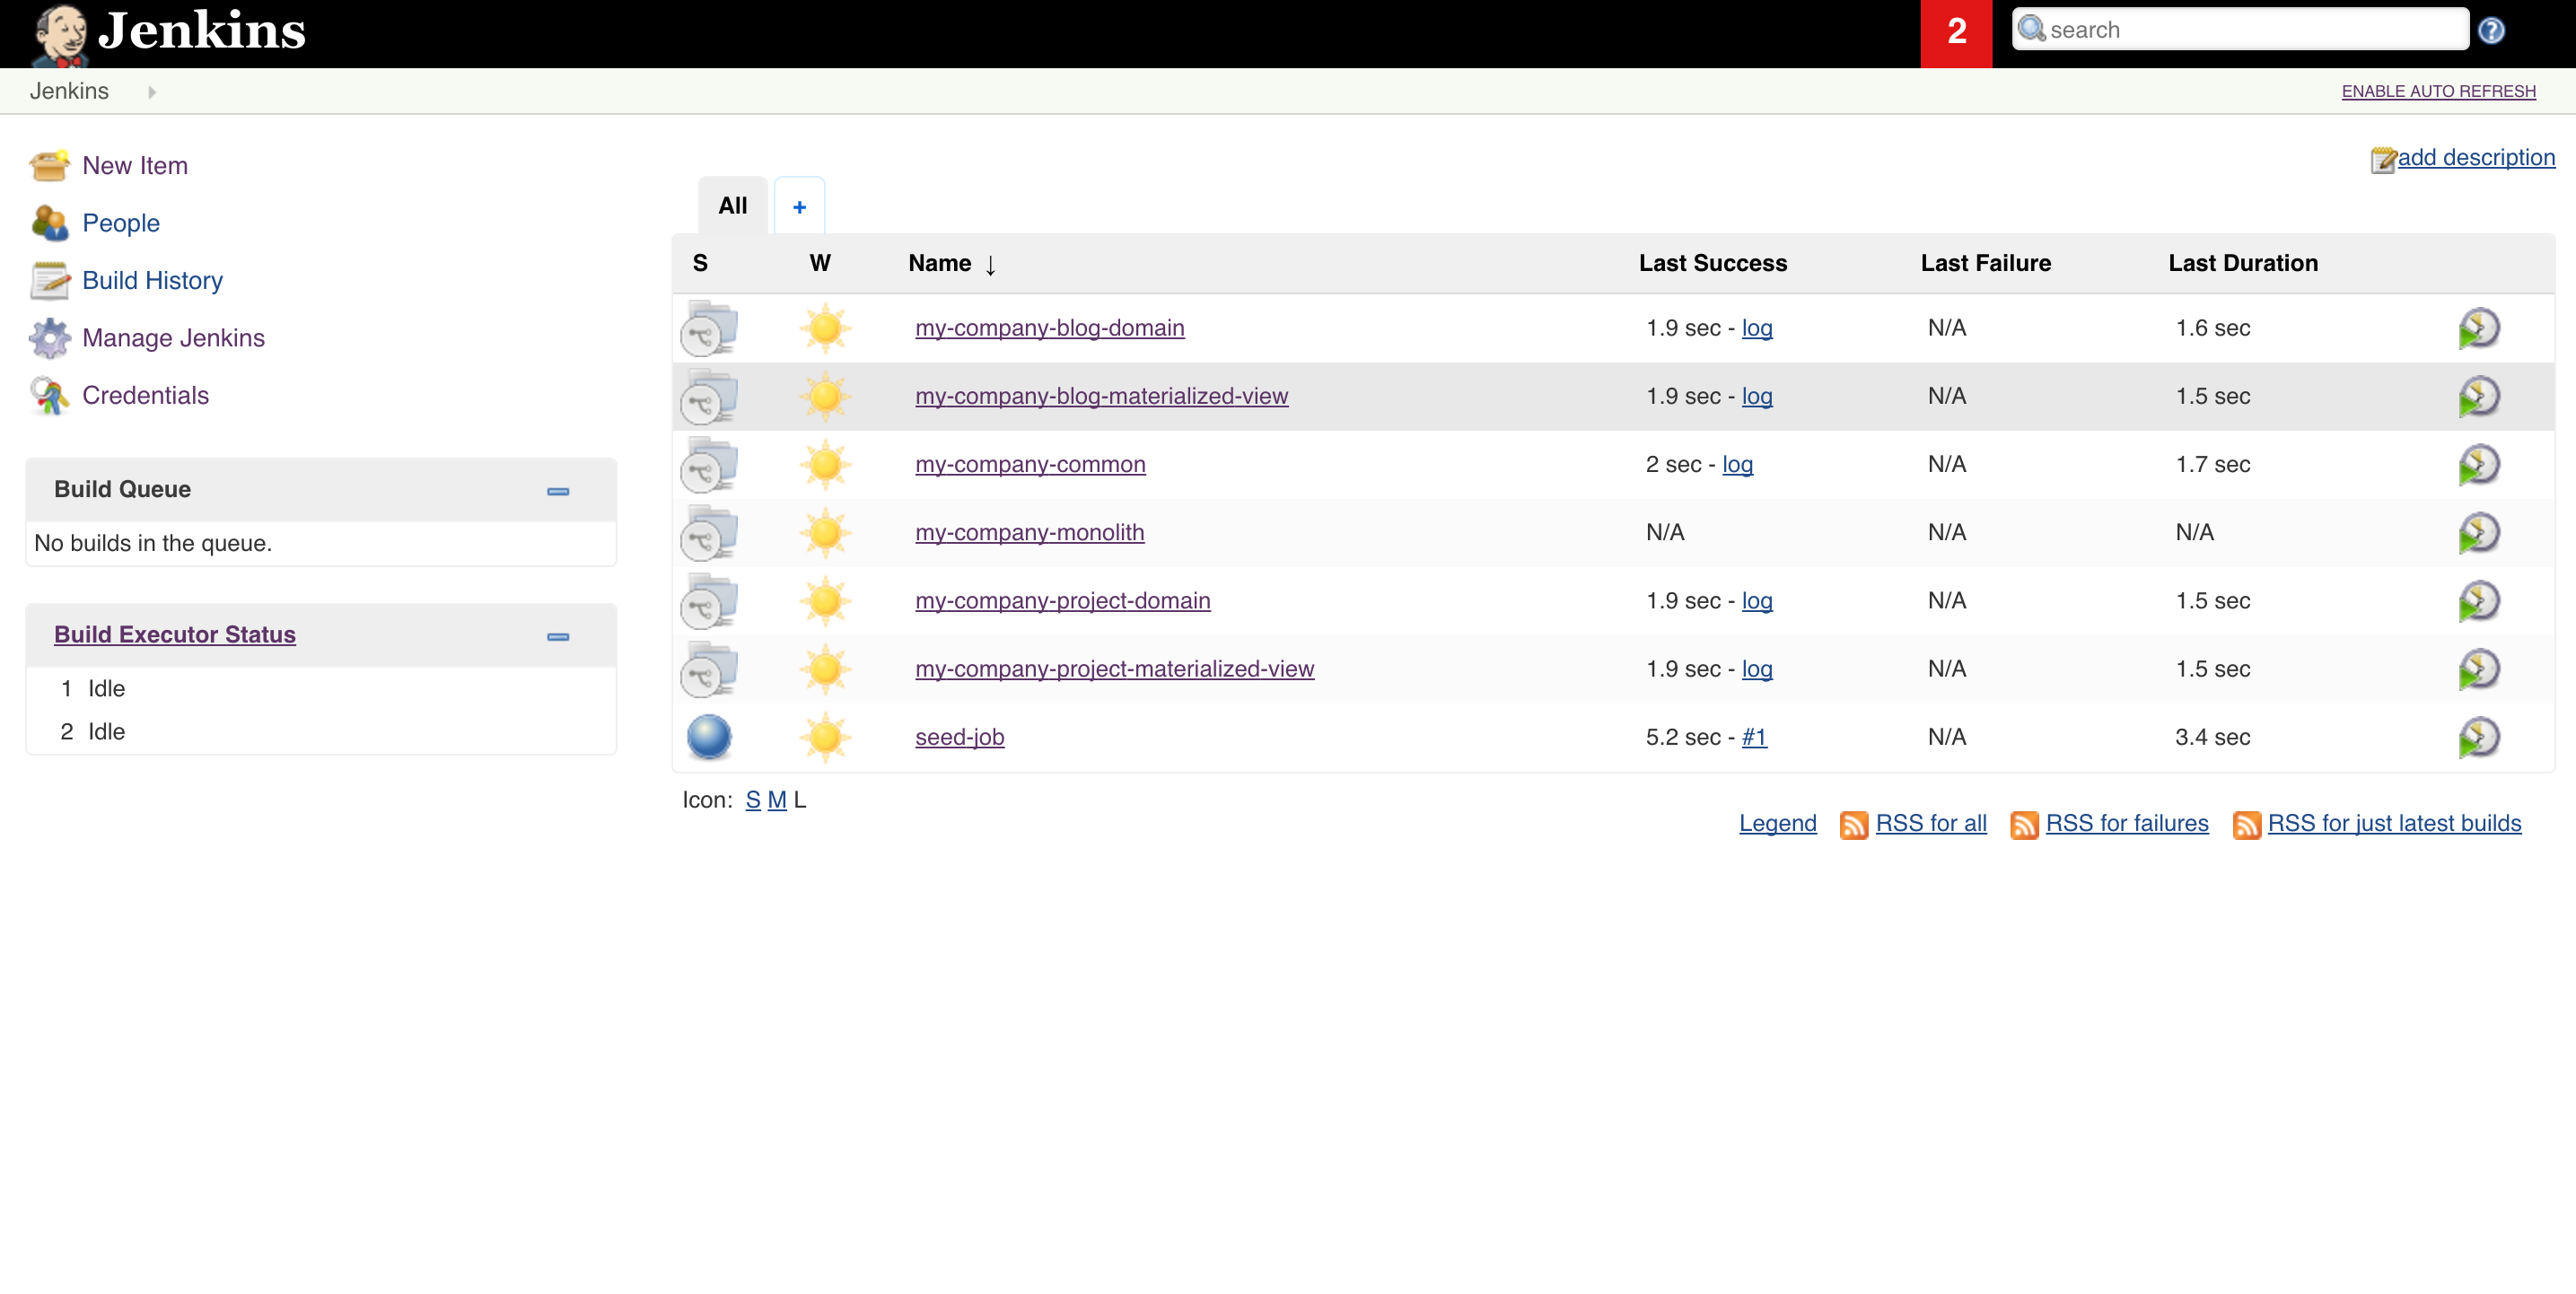 Jenkins
2
search
Jenkins
ENABLE AUTO REFRESH
New Item
People
Build History
Manage Jenkins
Credentials
Build Queue
No builds in the queue.
Build Executor Status
1 Idle
2 Idle
add description
All +
S W Name ↓ Last Success Last Failure Last Duration
my-company-blog-domain 1.9 sec - log N/A 1.6 sec
my-company-blog-materialized-view 1.9 sec - log N/A 1.5 sec
my-company-common 2 sec - log N/A 1.7 sec
my-company-monolith N/A N/A N/A
my-company-project-domain 1.9 sec - log N/A 1.5 sec
my-company-project-materialized-view 1.9 sec - log N/A 1.5 sec
seed-job 5.2 sec - #1 N/A 3.4 sec
Icon: S M L
Legend RSS for all RSS for failures RSS for just latest builds